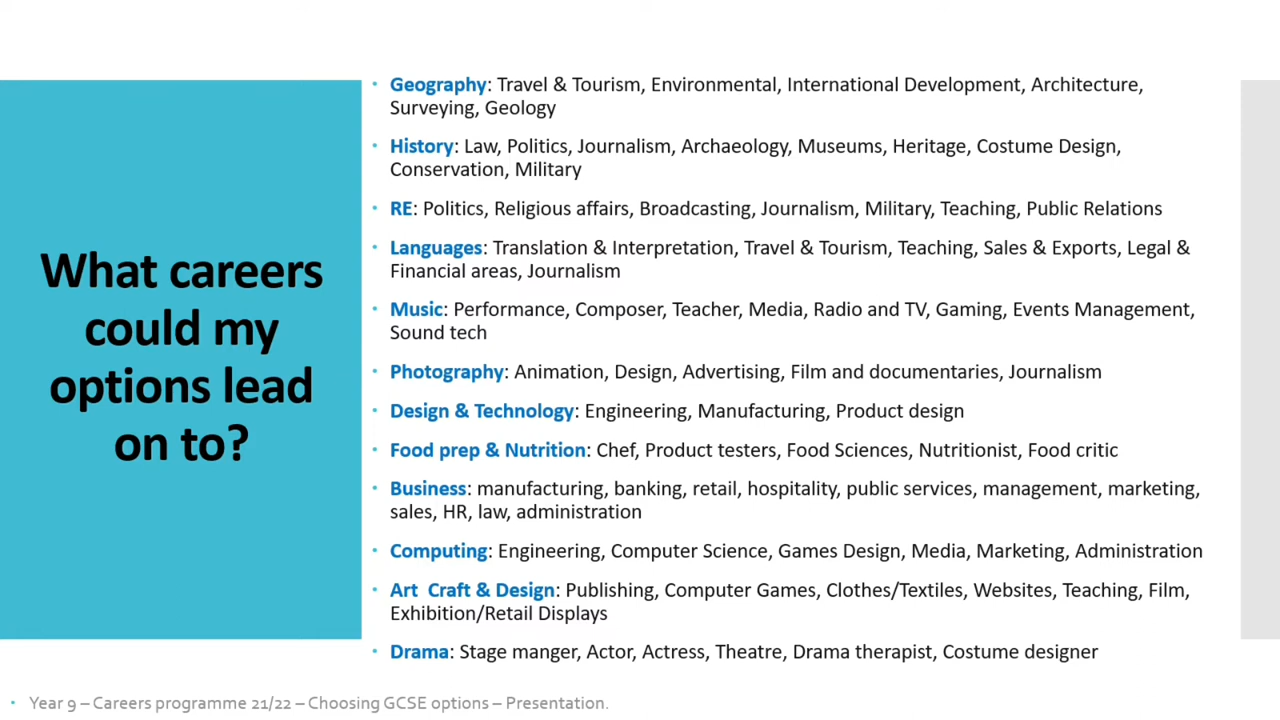 What careers
could my
options lead
on to?
• Geography: Travel & Tourism, Environmental, International Development, Architecture,
Surveying, Geology
• History: Law, Politics, Journalism, Archaeology, Museums, Heritage, Costume Design,
Conservation, Military
• RE: Politics, Religious affairs, Broadcasting, Journalism, Military, Teaching, Public Relations
• Languages: Translation & Interpretation, Travel & Tourism, Teaching, Sales & Exports, Legal &
Financial areas, Journalism
• Music: Performance, Composer, Teacher, Media, Radio and TV, Gaming, Events Management,
Sound tech
• Photography: Animation, Design, Advertising, Film and documentaries, Journalism
• Design & Technology: Engineering, Manufacturing, Product design
• Food prep & Nutrition: Chef, Product testers, Food Sciences, Nutritionist, Food critic
• Business: manufacturing, banking, retail, hospitality, public services, management, marketing,
sales, HR, law, administration
• Computing: Engineering, Computer Science, Games Design, Media, Marketing, Administration
• Art  Craft & Design: Publishing, Computer Games, Clothes/Textiles, Websites, Teaching, Film,
Exhibition/Retail Displays
• Drama: Stage manger, Actor, Actress, Theatre, Drama therapist, Costume designer
• Year 9 – Careers programme 21/22 – Choosing GCSE options – Presentation.